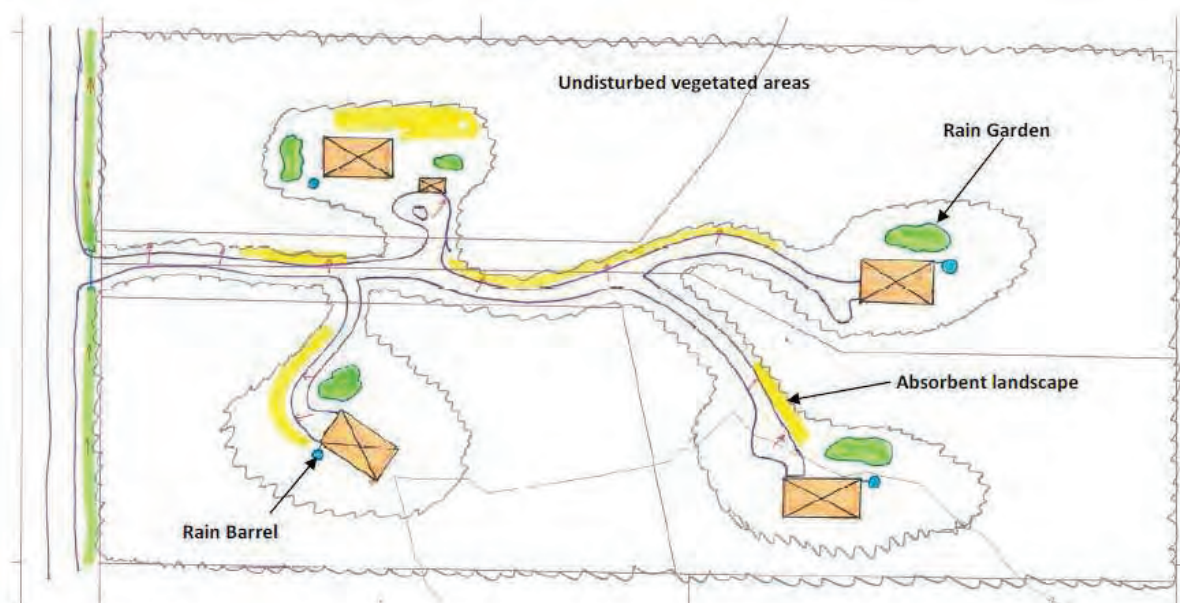 Undisturbed vegetated areas
Rain Garden
Absorbent landscape
Rain Barrel